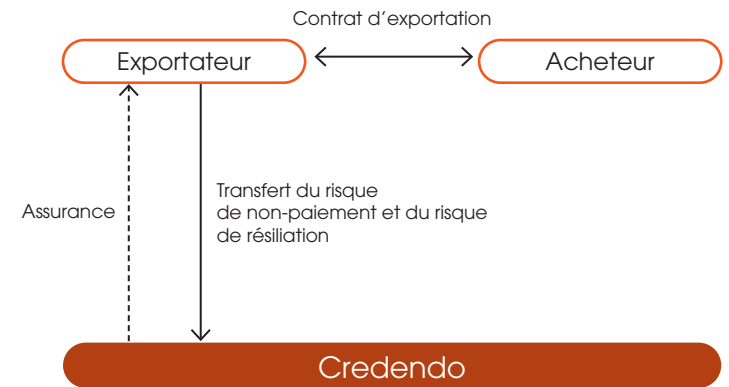 Contrat d'exportation
Exportateur
Acheteur
Assurance
Transfert du risque
de non-paiement et du risque
de résiliation
Credendo